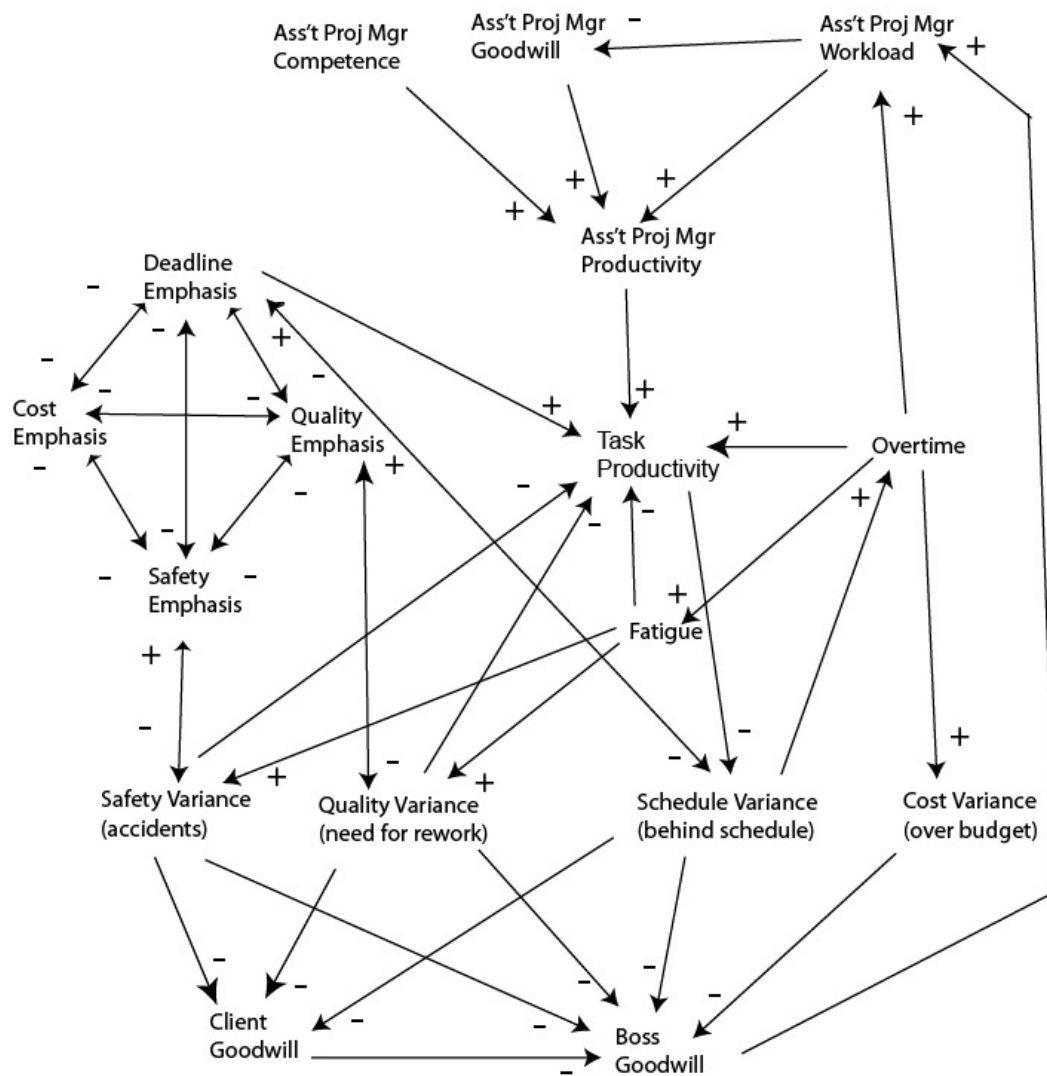 Ass't Proj Mgr
Competence
Ass't Proj Mgr
Goodwill
–
Ass't Proj Mgr
Workload
+
+
+
+
+
Ass't Proj Mgr
Productivity
Deadline
Emphasis
–
–
–
+
–
–
–
–
+
+
Cost
Emphasis
Quality
Emphasis
Task
Productivity
+
Overtime
–
+
–
–
–
–
+
–
–
–
Safety
Emphasis
+
+
Fatigue
–
–
–
–
+
+
+
Safety Variance
(accidents)
Quality Variance
(need for rework)
Schedule Variance
(behind schedule)
Cost Variance
(over budget)
–
–
–
–
–
–
–
Client
Goodwill
Boss
Goodwill
–